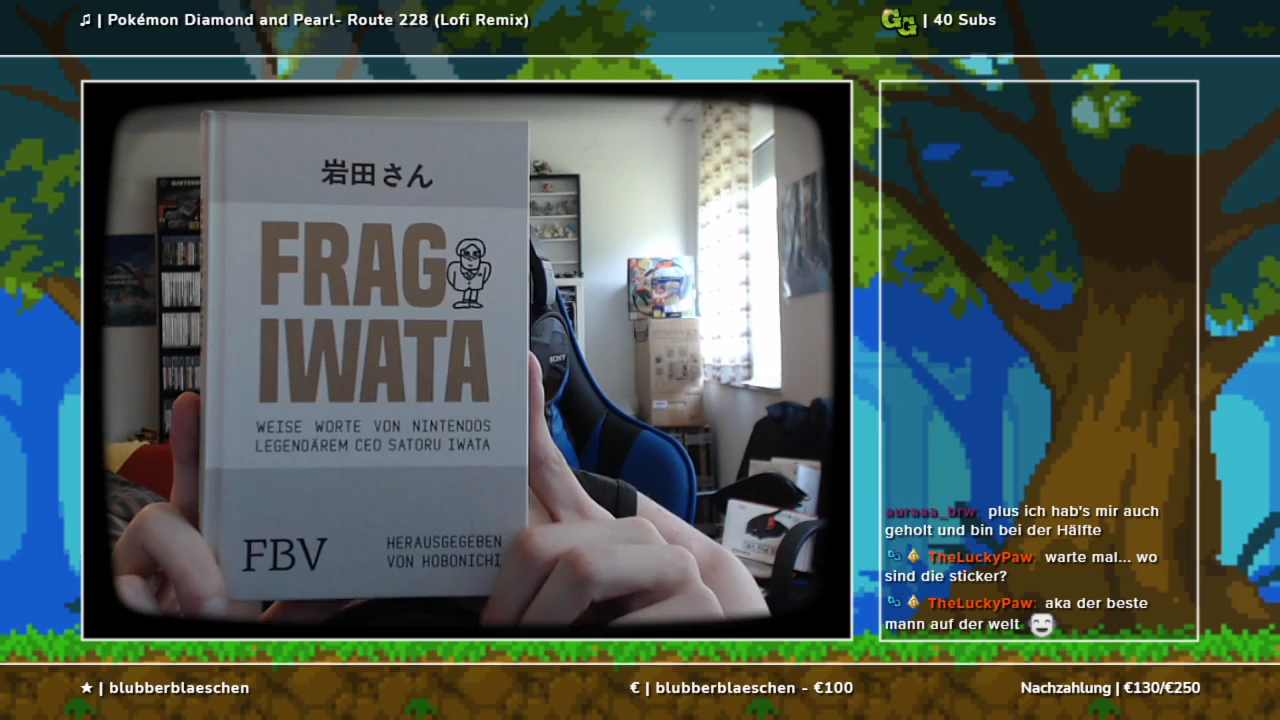 ♫ | Pokémon Diamond and Pearl- Route 228 (Lofi Remix)
GG | 40 Subs
岩田さん
FRAG
IWATA
WEISE WORTE VON NINTENDOS
LEGENDÄREM CEO SATORU IWATA
FBV
HERAUSGEGEBEN
VON HOBONICHI
SONY
auraaa_brw: plus ich hab's mir auch
geholt und bin bei der Hälfte
TheLuckyPaw: warte mal... wo
sind die sticker?
TheLuckyPaw: aka der beste
mann auf der welt
★ | blubberblaeschen
€ | blubberblaeschen - €100
Nachzahlung | €130/€250